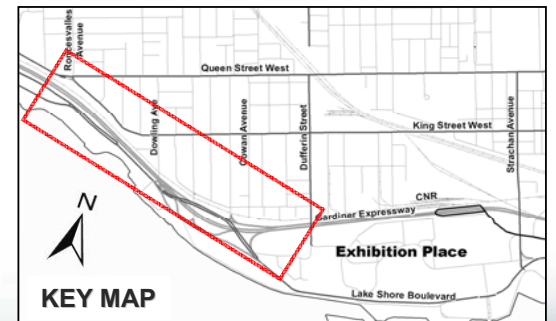 Roncesvalles
Avenue
Queen Street West
Dowling Ave
Cowan Avenue
Dufferin Street
King Street West
Strachan Avenue
CNR
Gardiner Expressway
Exhibition Place
N
Lake Shore Boulevard
KEY MAP